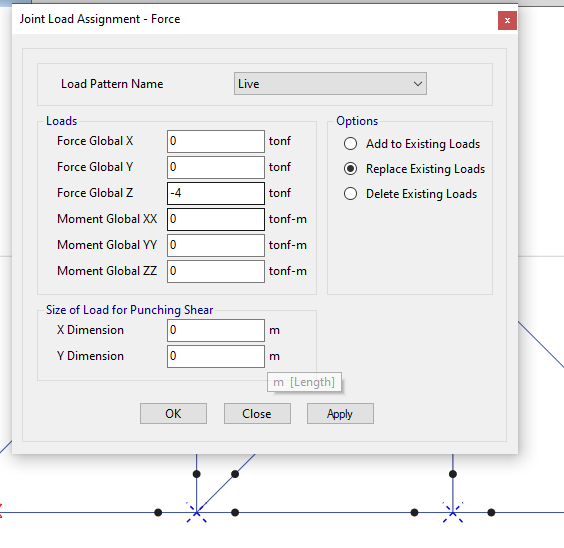 Joint Load Assignment - Force
x
Load Pattern Name
Live
Loads
Force Global X
0
tonf
Force Global Y
0
tonf
Force Global Z
-4
tonf
Moment Global XX
0
tonf-m
Moment Global YY
0
tonf-m
Moment Global ZZ
0
tonf-m
Options
Add to Existing Loads
Replace Existing Loads
Delete Existing Loads
Size of Load for Punching Shear
X Dimension
0
m
Y Dimension
0
m
m [Length]
OK
Close
Apply